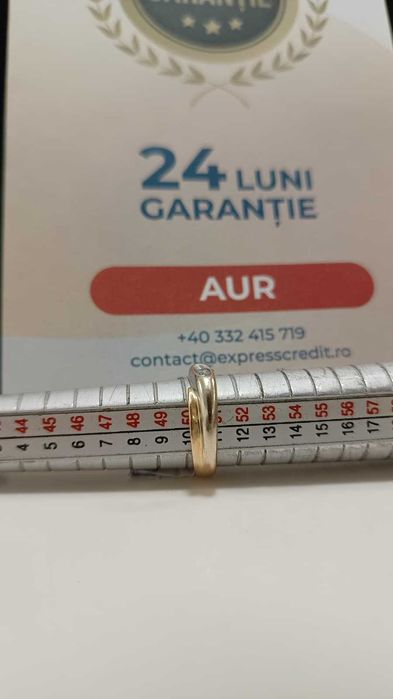 GARANȚIE
24 LUNI
GARANȚIE
AUR
+40 332 415 719
contact@expresscredit.ro
44 45 46 47 48 49 50 52 53 54 55 56 57
4 5 6 7 8 9 10 12 13 14 15 16 17